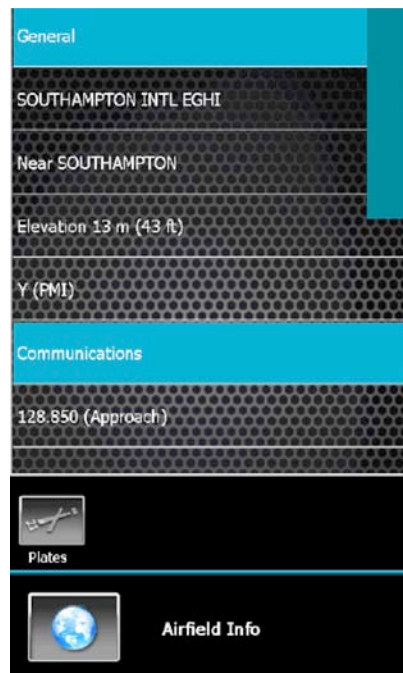 General
SOUTHAMPTON INTL EGHI
Near SOUTHAMPTON
Elevation 13 m (43 ft)
Y (PMI)
Communications
128.850 (Approach)
Plates
Airfield Info